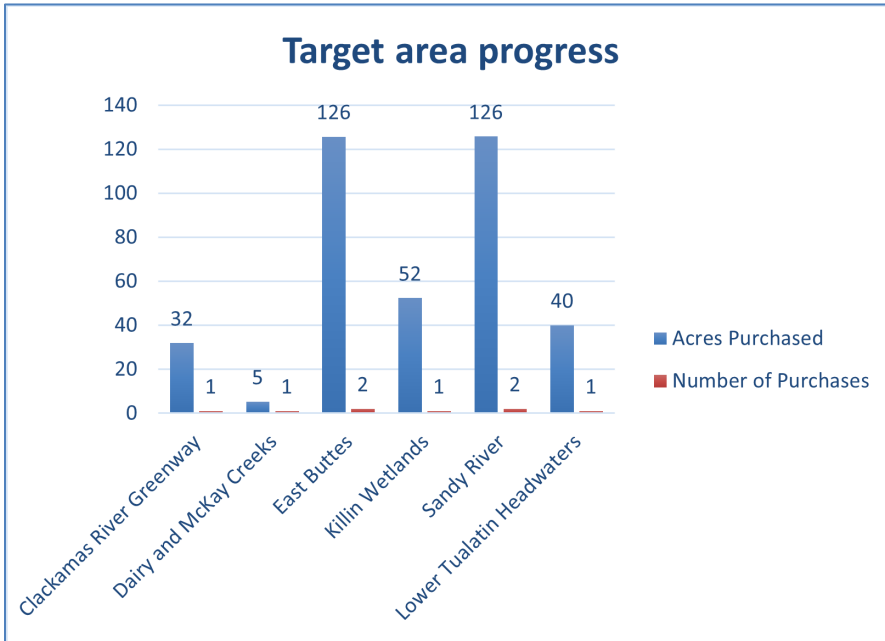 Target area progress
140
120
100
80
60
40
20
0
32
1
5
1
126
2
52
1
126
2
40
1
Clackamas River Greenway
Dairy and McKay Creeks
East Buttes
Killin Wetlands
Sandy River
Lower Tualatin Headwaters
Acres Purchased
Number of Purchases